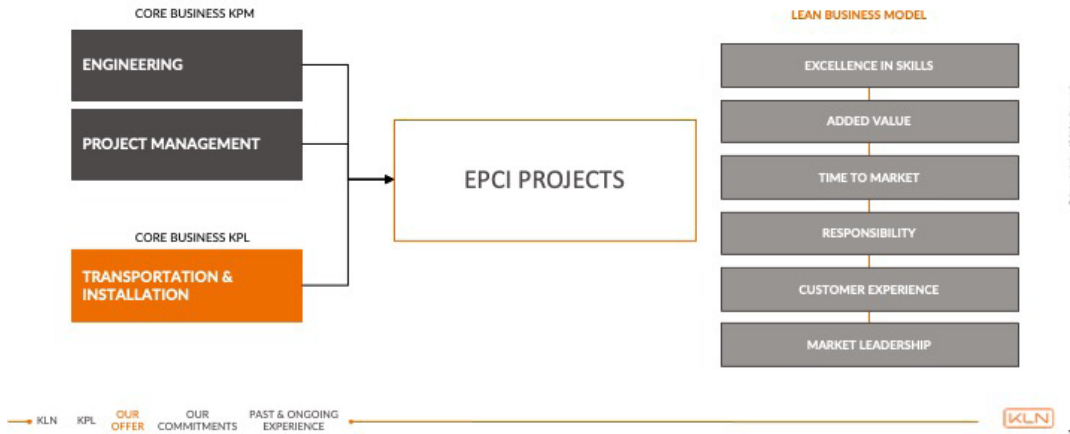 CORE BUSINESS KPM
ENGINEERING
PROJECT MANAGEMENT
CORE BUSINESS KPL
TRANSPORTATION &
INSTALLATION
EPCI PROJECTS
LEAN BUSINESS MODEL
EXCELLENCE IN SKILLS
ADDED VALUE
TIME TO MARKET
RESPONSIBILITY
CUSTOMER EXPERIENCE
MARKET LEADERSHIP
KLN
KPL
OUR
OFFER
OUR
COMMITMENTS
PAST & ONGOING
EXPERIENCE
KLN